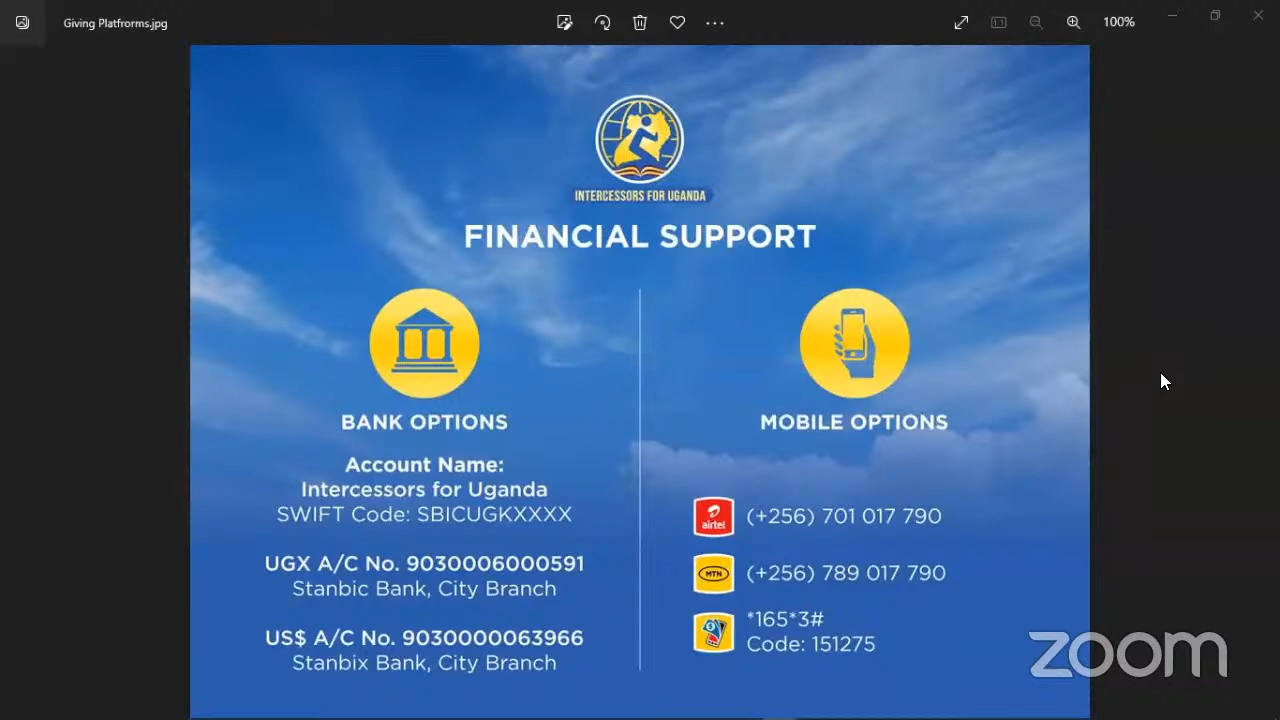 Giving Platfrorms.jpg
100%
INTERCESSORS FOR UGANDA
FINANCIAL SUPPORT
BANK OPTIONS
Account Name:
Intercessors for Uganda
SWIFT Code: SBICUGKXXXX
UGX A/C No. 9030006000591
Stanbic Bank, City Branch
US$ A/C No. 9030000063966
Stanbix Bank, City Branch
MOBILE OPTIONS
airtel
(+256) 701 017 790
MTN
(+256) 789 017 790
*165*3#
Code: 151275
zoom